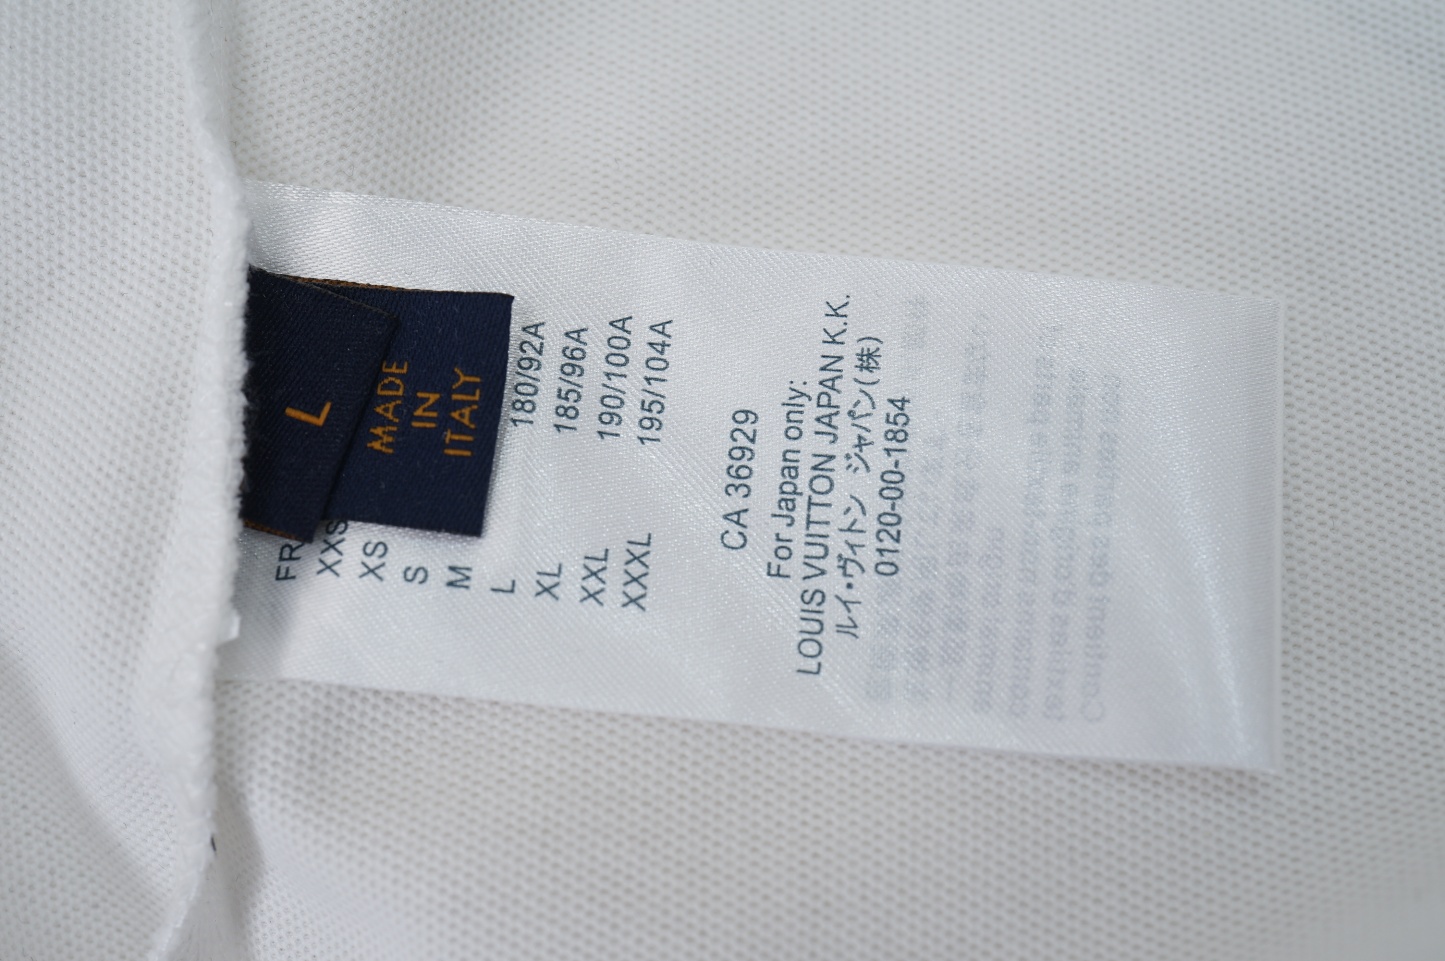 L
MADE
IN
ITALY
FR
XXS
XS
S
M
L 180/92A
XL 185/96A
XXL 190/100A
XXXL 195/104A
CA 36929
For Japan only:
LOUIS VUITTON JAPAN K.K.
ルイ・ヴィトン ジャパン(株)
0120-00-1854